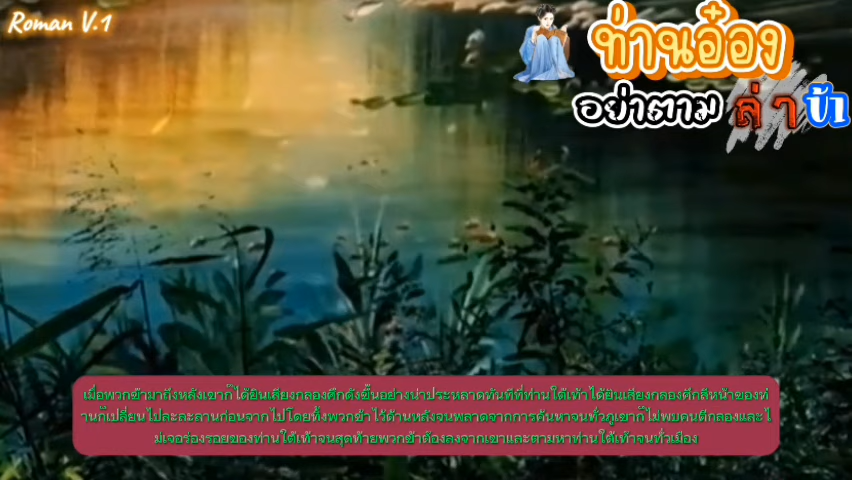 Roman V.1
ท่านอ๋อง
อย่าตาม ล่า ข้า
เมื่อพวกข้ามาถึงหลังเขาก็ได้ยินเสียงกลองศึกดังขึ้นอย่างน่าประหลาดทันทีที่ท่านใต้เท้าได้ยินเสียงกลองศึกสีหน้าของท่
านก็เปลี่ยนไปละละลานก่อนจากไปโดยทิ้งพวกข้าไว้ด้านหลังจนพลาดจากการค้นหาจนทั่วภูเขาก็ไม่พบคนตีกลองและไ
ม่เจอร่องรอยของท่านใต้เท้าจนสุดท้ายพวกข้าต้องลงจากเขาและตามหาท่านใต้เท้าจนทั่วเมือง